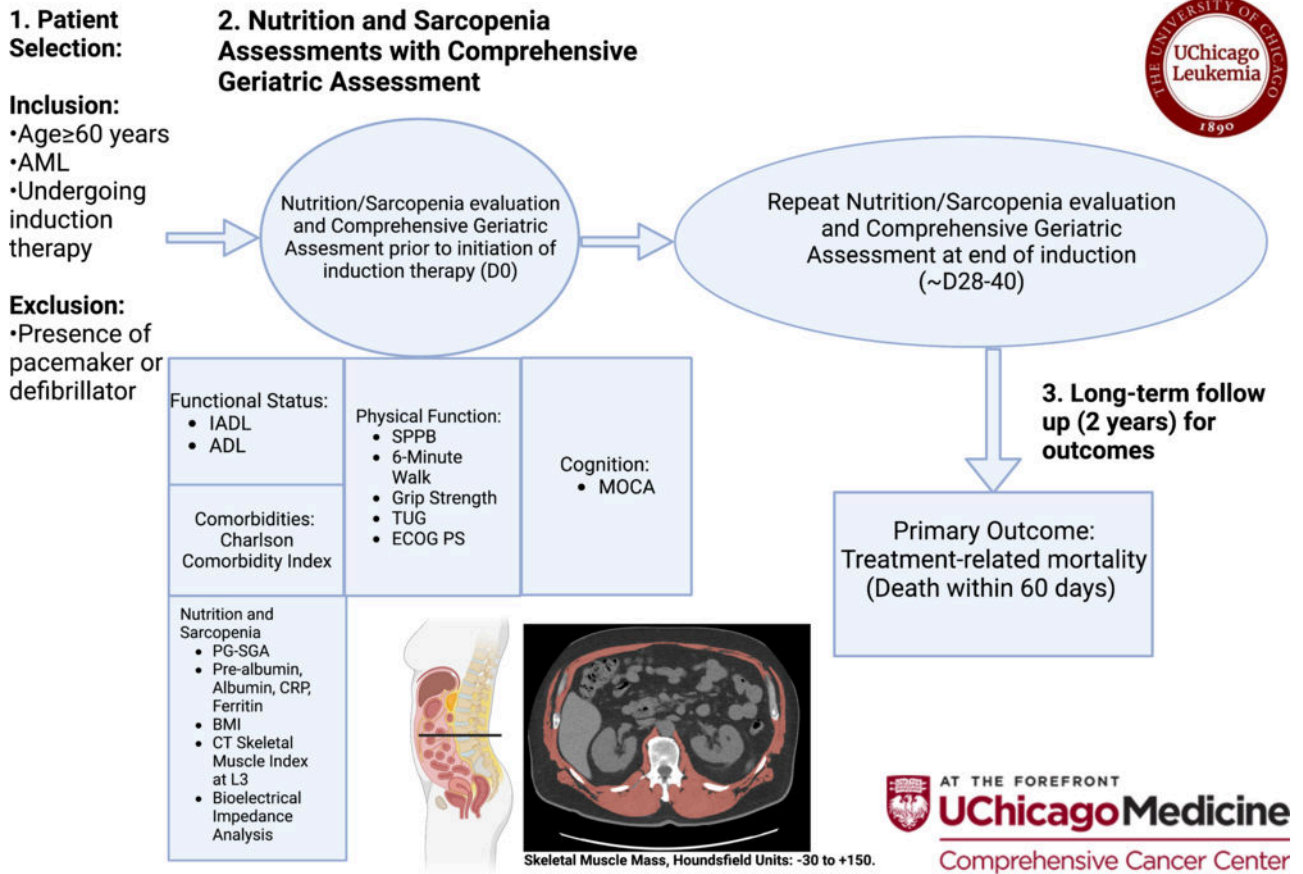 1. Patient
Selection:
Inclusion:
•Age≥60 years
•AML
•Undergoing
induction
therapy
Exclusion:
•Presence of
pacemaker or
defibrillator
2. Nutrition and Sarcopenia
Assessments with Comprehensive
Geriatric Assessment
THE UNIVERSITY OF CHICAGO
UChicago
Leukemia
1890
Nutrition/Sarcopenia evaluation
and Comprehensive Geriatric
Assesment prior to initiation of
induction therapy (D0)
Repeat Nutrition/Sarcopenia evaluation
and Comprehensive Geriatric
Assessment at end of induction
(~D28-40)
Functional Status:
• IADL
• ADL
Comorbidities:
Charlson
Comorbidity Index
Physical Function:
• SPPB
• 6-Minute
Walk
• Grip Strength
• TUG
• ECOG PS
Cognition:
• MOCA
Nutrition and
Sarcopenia
• PG-SGA
• Pre-albumin,
Albumin, CRP,
Ferritin
• BMI
• CT Skeletal
Muscle Index
at L3
• Bioelectrical
Impedance
Analysis
3. Long-term follow
up (2 years) for
outcomes
Primary Outcome:
Treatment-related mortality
(Death within 60 days)
Skeletal Muscle Mass, Houndsfield Units: -30 to +150.
AT THE FOREFRONT
UChicago Medicine
Comprehensive Cancer Center